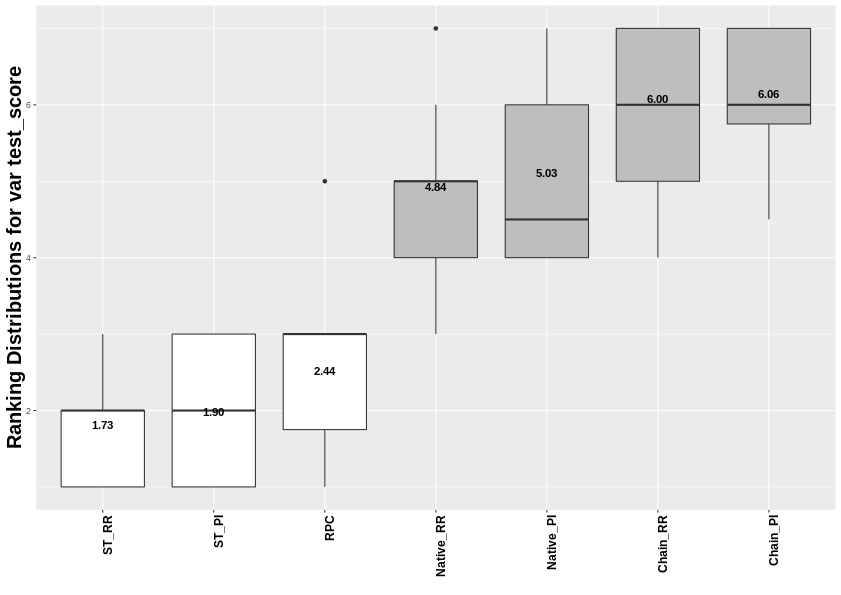 Ranking Distributions for var test_score
6
4
2
1.73
1.90
2.44
4.84
5.03
6.00
6.06
ST_RR
ST_PI
RPC
Native_RR
Native_PI
Chain_RR
Chain_PI